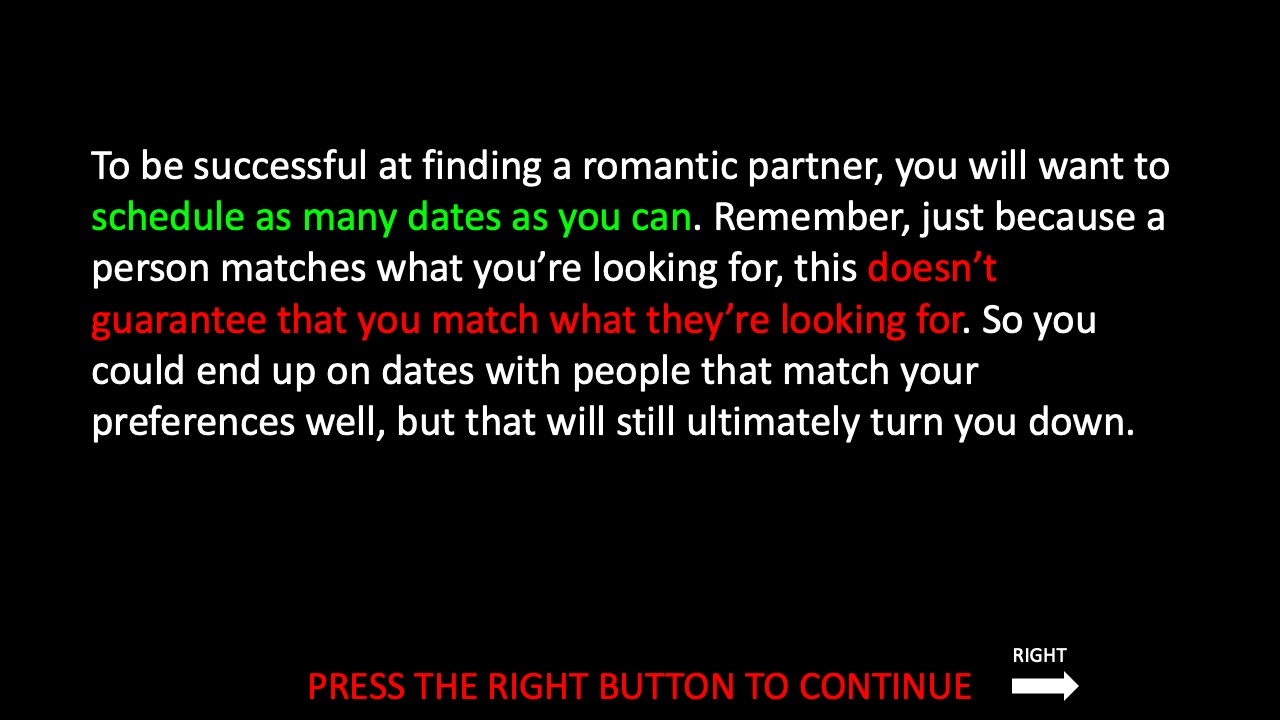 To be successful at finding a romantic partner, you will want to
schedule as many dates as you can. Remember, just because a
person matches what you’re looking for, this doesn’t
guarantee that you match what they’re looking for. So you
could end up on dates with people that match your
preferences well, but that will still ultimately turn you down.
RIGHT
PRESS THE RIGHT BUTTON TO CONTINUE